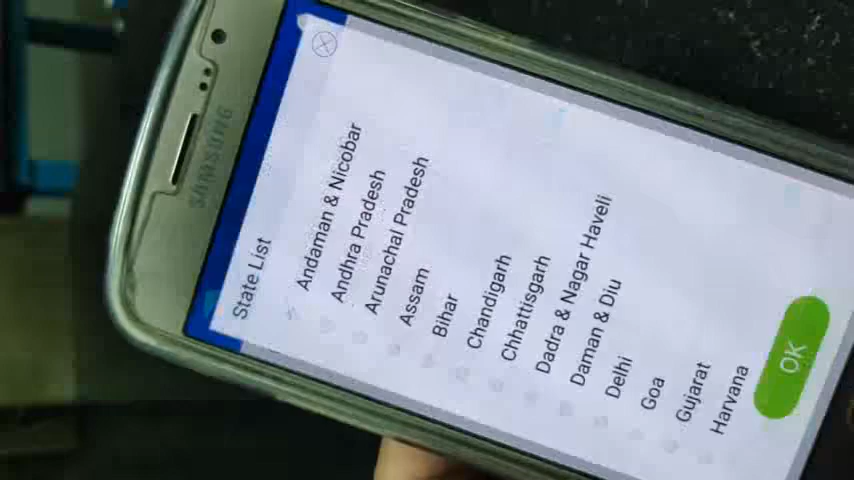 SAMSUNG
State List
Andaman & Nicobar
Andhra Pradesh
Arunachal Pradesh
Assam
Bihar
Chandigarh
Chhattisgarh
Dadra & Nagar Haveli
Daman & Diu
Delhi
Goa
Gujarat
Haryana
OK